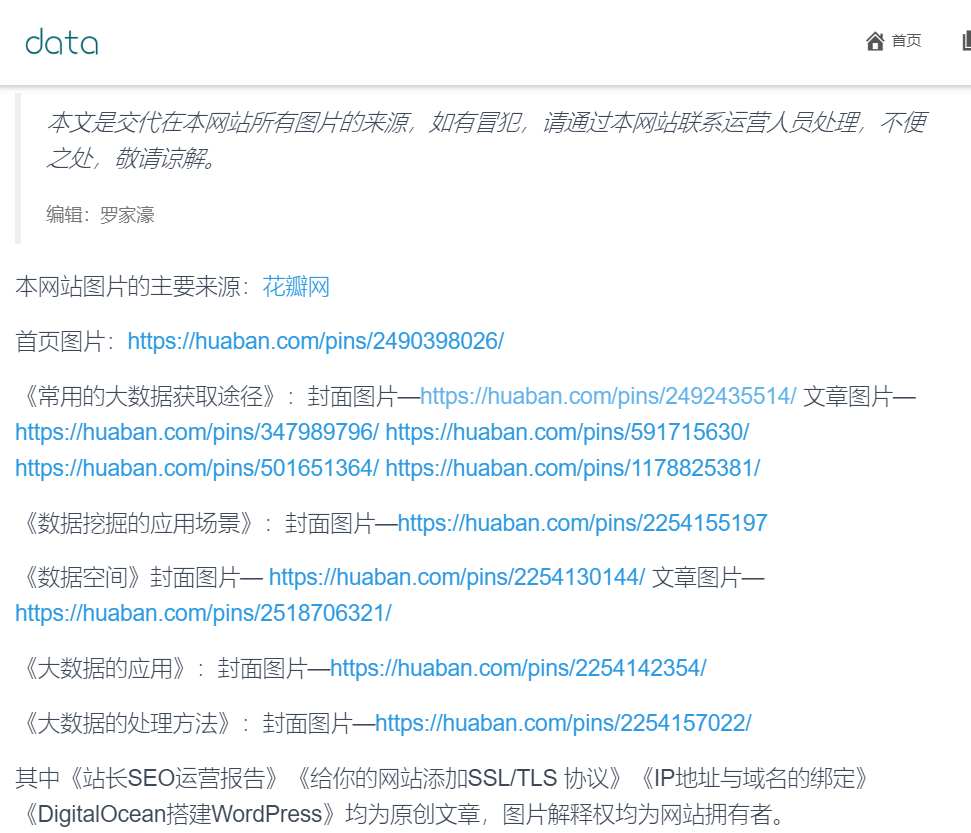 data
首页
本文是交代在本网站所有图片的来源，如有冒犯，请通过本网站联系运营人员处理，不便
之处，敬请谅解。
编辑：罗家濠
本网站图片的主要来源：花瓣网
首页图片：https://huaban.com/pins/2490398026/
《常用的大数据获取途径》：封面图片—https://huaban.com/pins/2492435514/ 文章图片—
https://huaban.com/pins/347989796/ https://huaban.com/pins/591715630/
https://huaban.com/pins/501651364/ https://huaban.com/pins/1178825381/
《数据挖掘的应用场景》：封面图片—https://huaban.com/pins/2254155197
《数据空间》封面图片— https://huaban.com/pins/2254130144/ 文章图片—
https://huaban.com/pins/2518706321/
《大数据的应用》：封面图片—https://huaban.com/pins/2254142354/
《大数据的处理方法》：封面图片—https://huaban.com/pins/2254157022/
其中《站长SEO运营报告》《给你的网站添加SSL/TLS 协议》《IP地址与域名的绑定》
《DigitalOcean搭建WordPress》均为原创文章，图片解释权均为网站拥有者。